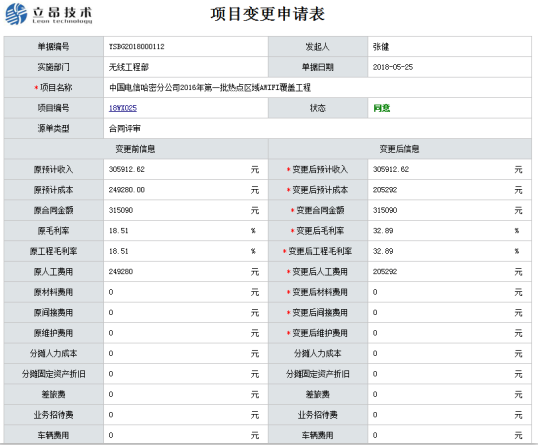 立昂技术
Leon technology
项目变更申请表
单据编号 YSBG2018000112 发起人 张健
实施部门 无线工程部 单据日期 2018-05-25
*项目名称 中国电信哈密分公司2016年第一批热点区域AWIFI覆盖工程
项目编号 18WX025 状态 同意
源单类型 合同评审
变更前信息 变更后信息
原预计收入 305912.62 元 *变更后预计收入 305912.62 元
原预计成本 249280.00 元 *变更后预计成本 205292 元
原合同金额 315090 元 *变更合同金额 315090 元
原毛利率 18.51 % *变更后毛利率 32.89 %
原工程毛利率 18.51 % *变更后工程毛利率 32.89 %
原人工费用 249280 元 *变更后人工费用 205292 元
原材料费用 0 元 *变更后材料费用 0 元
原间接费用 0 元 *变更后间接费用 0 元
原维护费用 0 元 *变更后维护费用 0 元
分摊人力成本 0 元 分摊人力成本 0 元
分摊固定资产折旧 0 元 分摊固定资产折旧 0 元
差旅费 0 元 差旅费 0 元
业务招待费 0 元 业务招待费 0 元
车辆费用 0 元 车辆费用 0 元